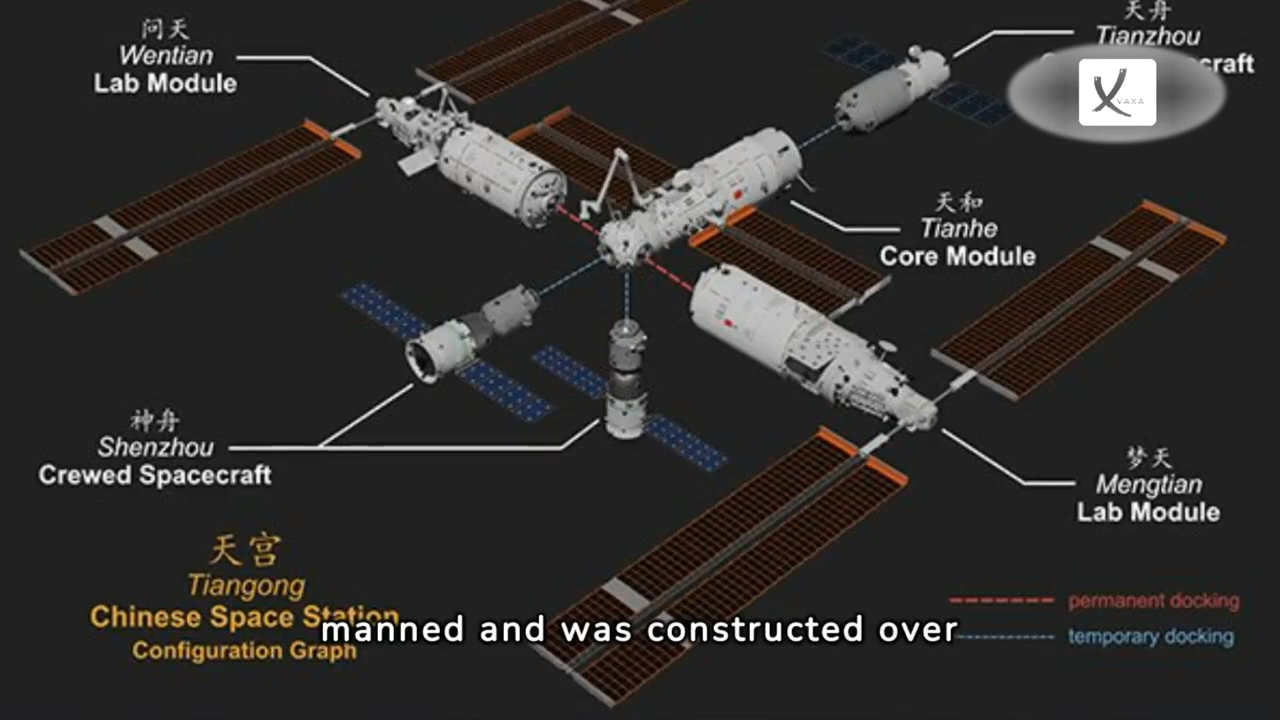 问天
Wentian
Lab Module
天舟
Tianzhou
craft
VAXA
天和
Tianhe
Core Module
神舟
Shenzhou
Crewed Spacecraft
梦天
Mengtian
Lab Module
天宫
Tiangong
Chinese Space Station
Configuration Graph
permanent docking
temporary docking
manned and was constructed over